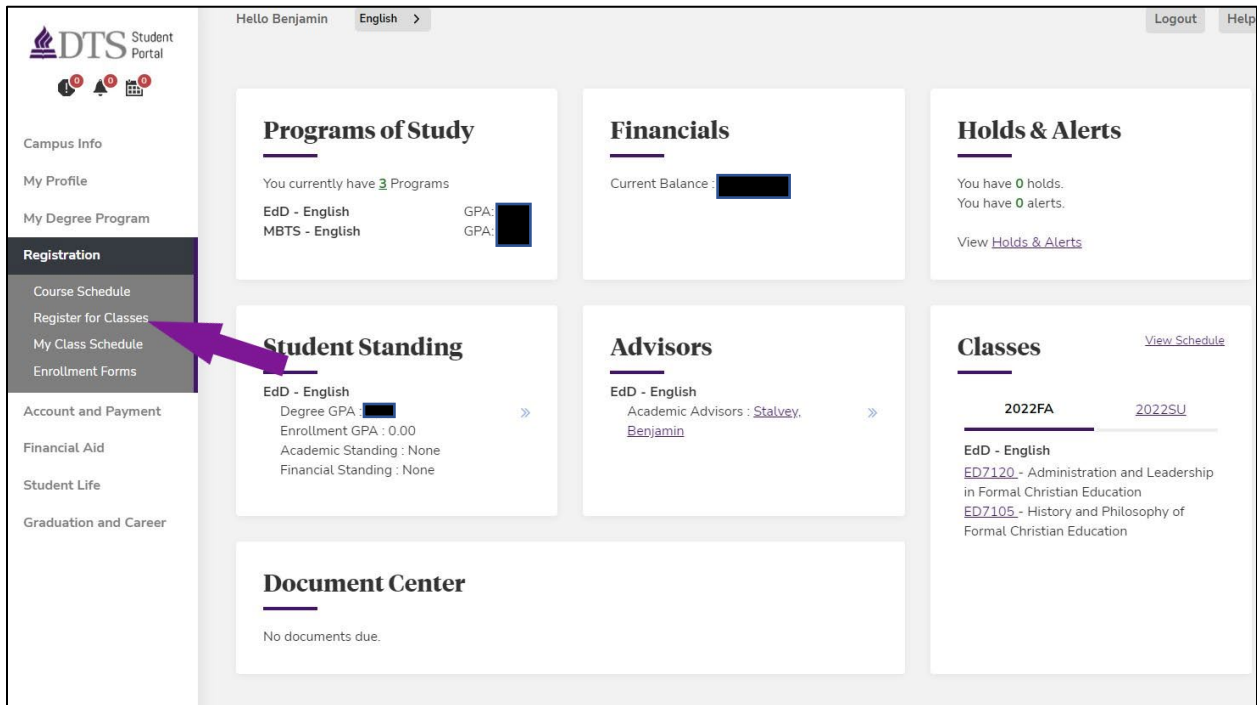 DTS Student Portal
0 0 0
Campus Info
My Profile
My Degree Program
Registration
Course Schedule
Register for Classes
My Class Schedule
Enrollment Forms
Account and Payment
Financial Aid
Student Life
Graduation and Career
Hello Benjamin English >
Logout Help
Programs of Study
You currently have 3 Programs
EdD - English GPA:
MBTS - English GPA:
Financials
Current Balance :
Holds & Alerts
You have 0 holds.
You have 0 alerts.
View Holds & Alerts
Student Standing
EdD - English
Degree GPA : »
Enrollment GPA : 0.00
Academic Standing : None
Financial Standing : None
Advisors
EdD - English
Academic Advisors : Stalvey, »
Benjamin
Classes View Schedule
2022FA 2022SU
EdD - English
ED7120 - Administration and Leadership
in Formal Christian Education
ED7105 - History and Philosophy of
Formal Christian Education
Document Center
No documents due.